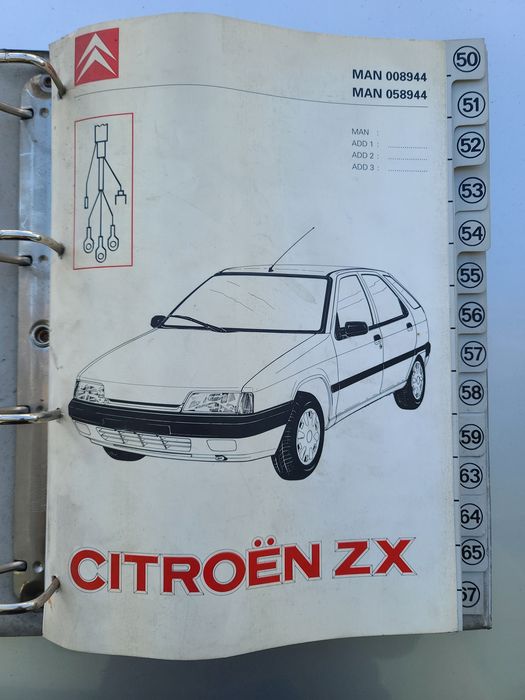 MAN 008944
MAN 058944
MAN :
ADD 1 : ....................
ADD 2 : ....................
ADD 3 : ....................
CITROËN ZX
50
51
52
53
54
55
56
57
58
59
63
64
65
67